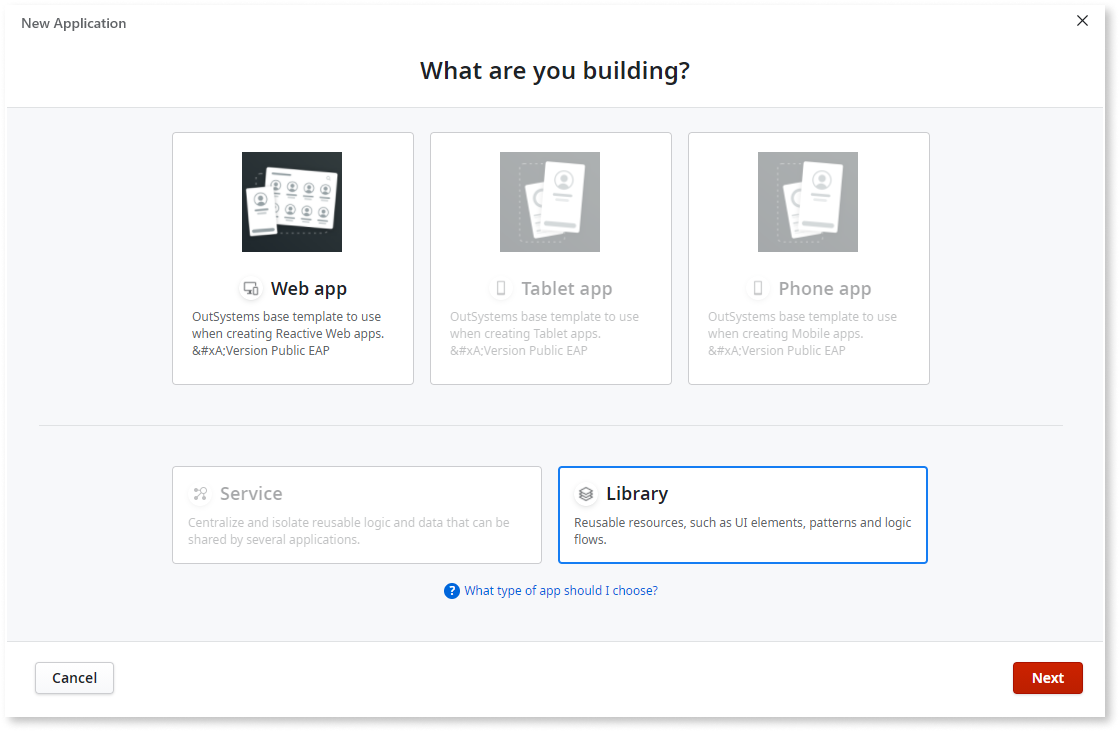 New Application
What are you building?
Web app
OutSystems base template to use
when creating Reactive Web apps.
&#xA;Version Public EAP
Tablet app
OutSystems base template to use
when creating Tablet apps.
&#xA;Version Public EAP
Phone app
OutSystems base template to use
when creating Mobile apps.
&#xA;Version Public EAP
Service
Centralize and isolate reusable logic and data that can be
shared by several applications.
Library
Reusable resources, such as UI elements, patterns and logic
flows.
? What type of app should I choose?
Cancel
Next